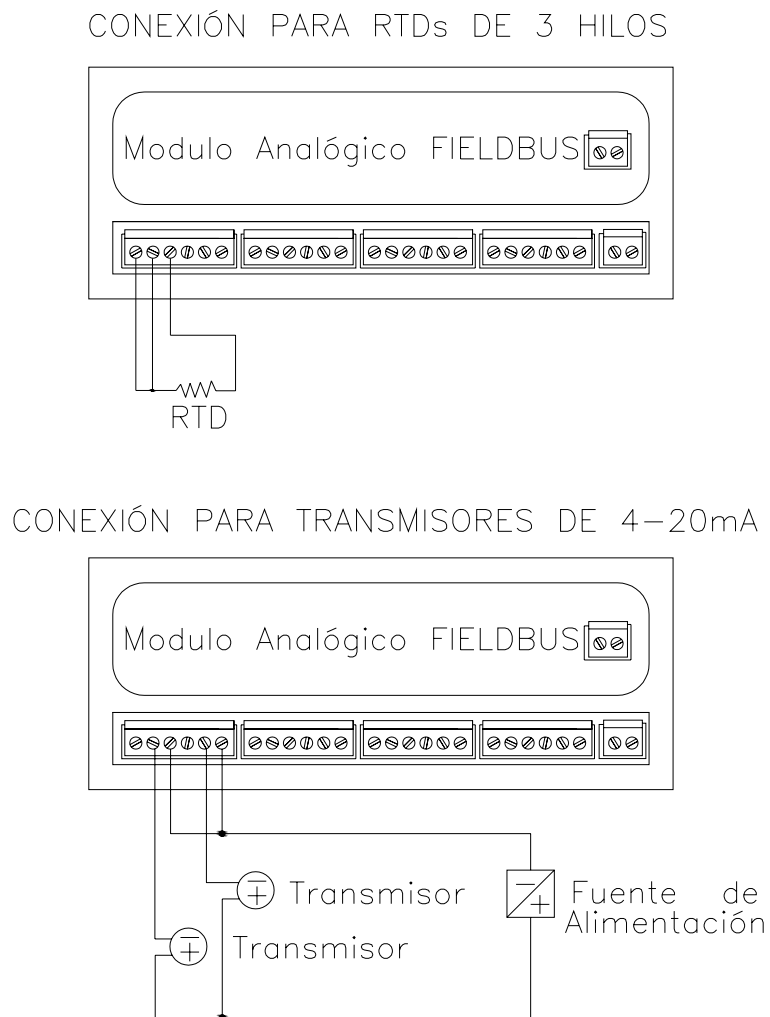 CONEXIÓN PARA RTDs DE 3 HILOS
Modulo Analógico FIELDBUS
RTD
CONEXIÓN PARA TRANSMISORES DE 4-20mA
Modulo Analógico FIELDBUS
Transmisor
Fuente de
Alimentación
Transmisor